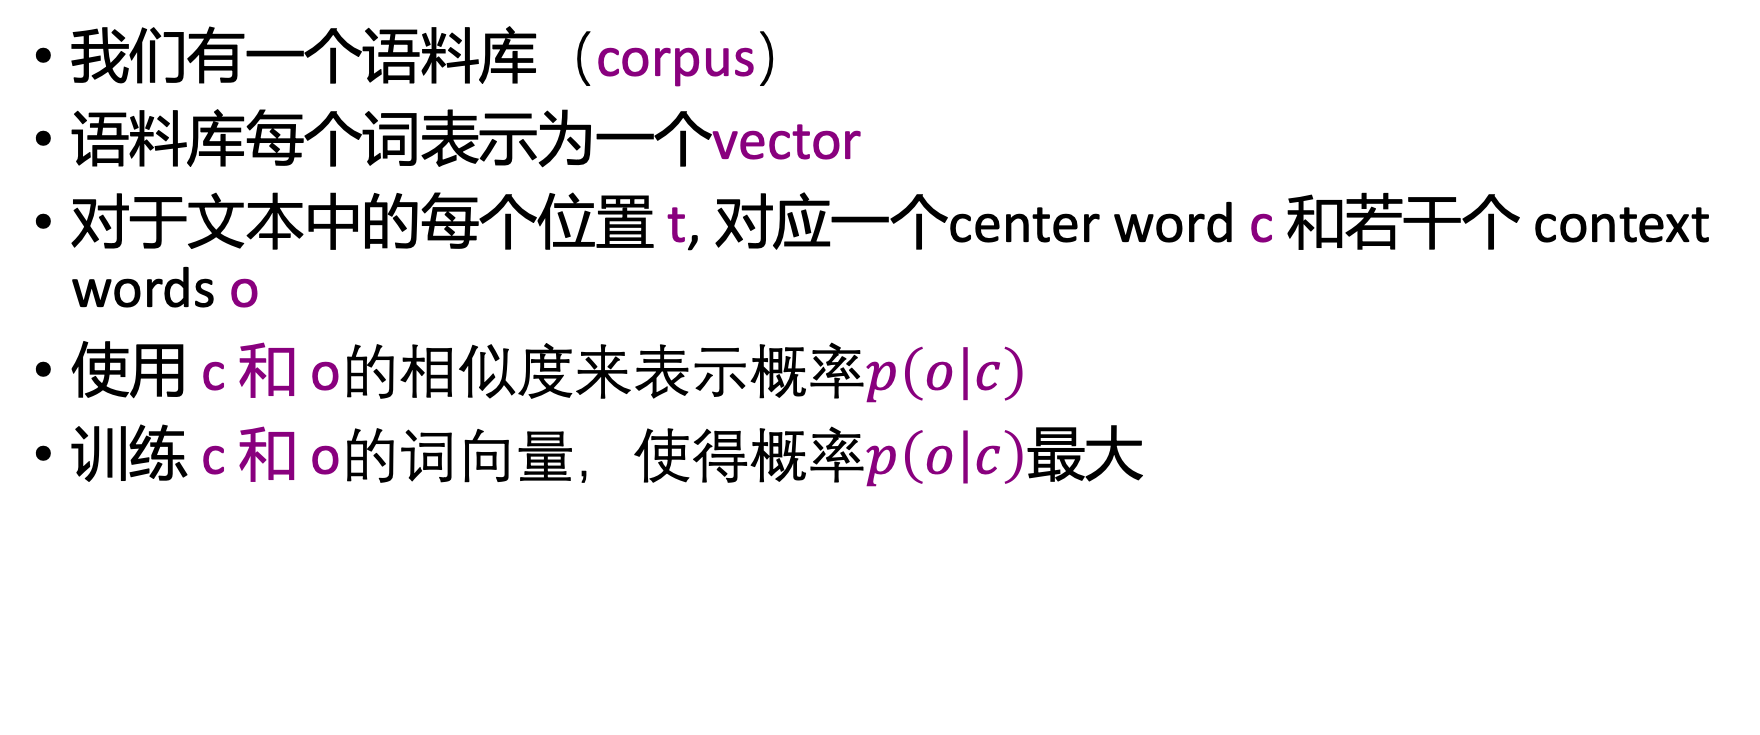 • 我们有一个语料库（corpus）
• 语料库每个词表示为一个vector
• 对于文本中的每个位置 t, 对应一个center word c 和若干个 context
words o
• 使用 c 和 o的相似度来表示概率p(o|c)
• 训练 c 和 o的词向量，使得概率p(o|c)最大